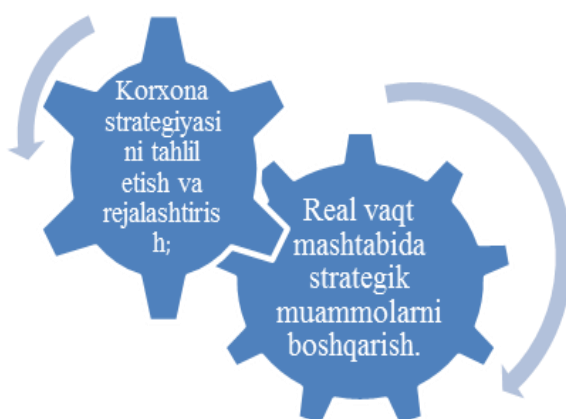 Korxona
strategiyasi
ni tahlil
etish va
rejalashtiris
h;
Real vaqt
mashtabida
strategik
muammolarni
boshqarish.